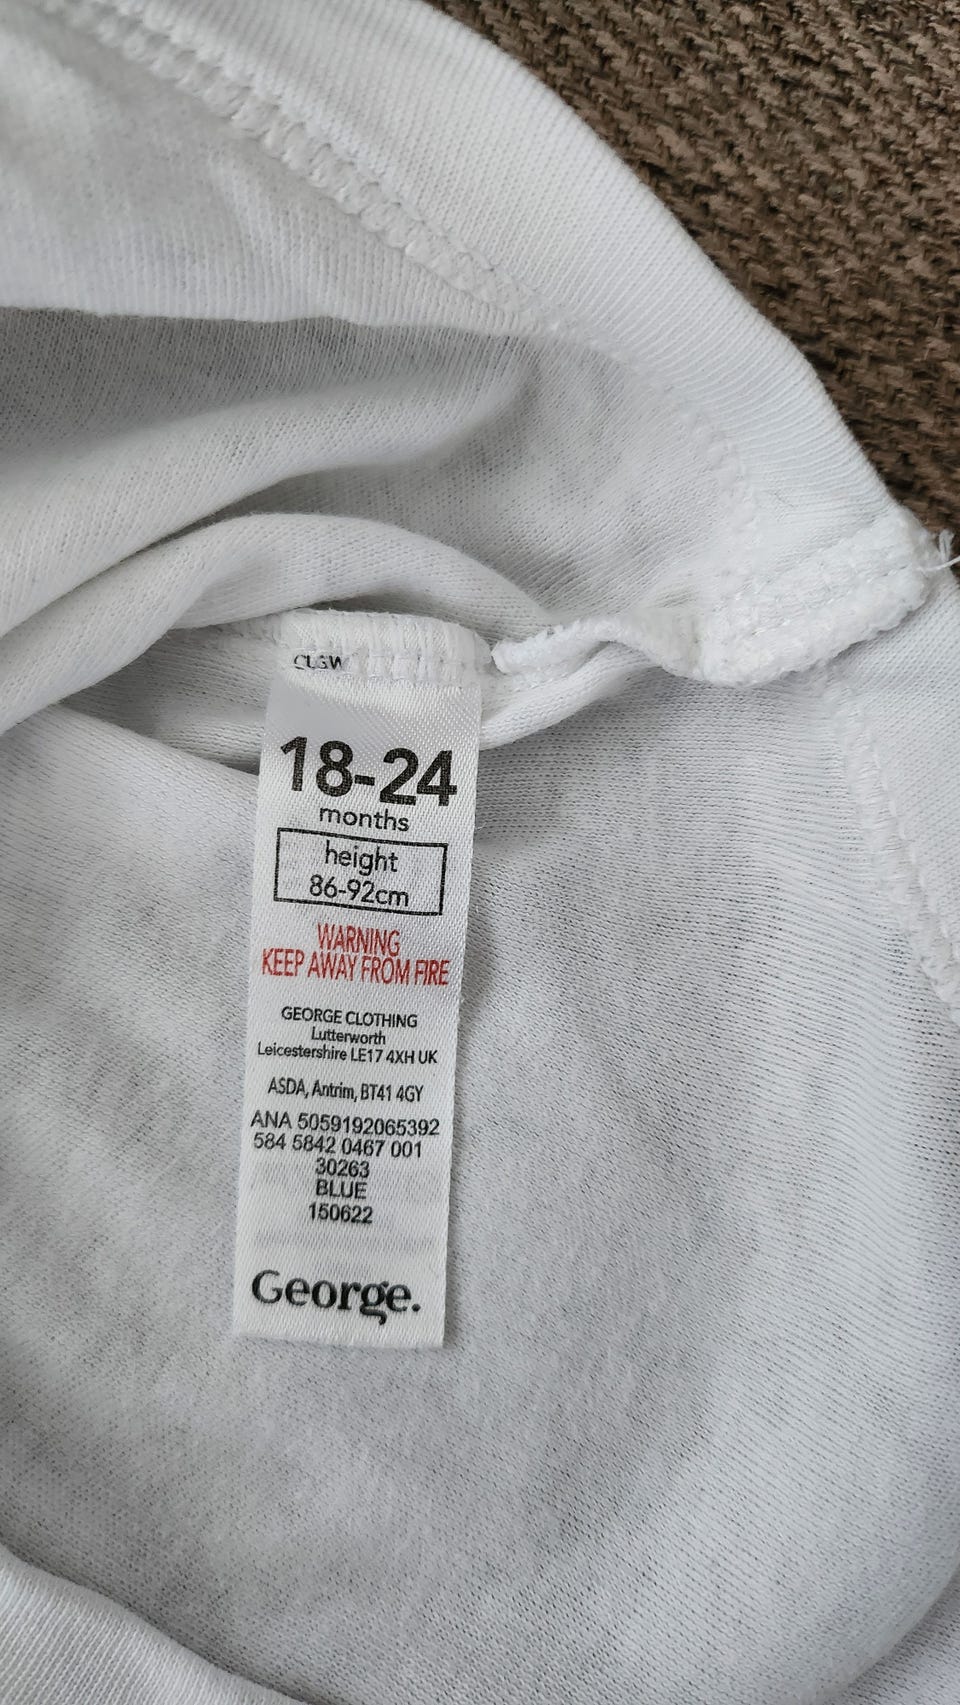 18-24
months
height
86-92cm
WARNING
KEEP AWAY FROM FIRE
GEORGE CLOTHING
Lutterworth
Leicestershire LE17 4XH UK
ASDA, Antrim, BT41 4GY
ANA 5059192065392
584 5842 0467 001
30263
BLUE
150622
George.